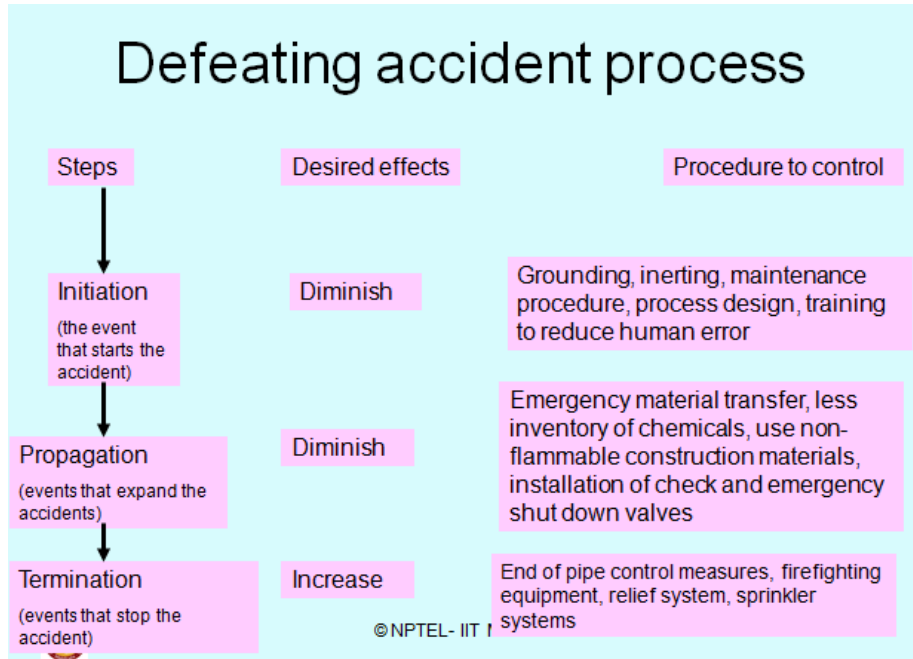 Defeating accident process
Steps
Desired effects
Procedure to control
Initiation
(the event
that starts the
accident)
Diminish
Grounding, inerting, maintenance
procedure, process design, training
to reduce human error
Propagation
(events that expand the
accidents)
Diminish
Emergency material transfer, less
inventory of chemicals, use non-
flammable construction materials,
installation of check and emergency
shut down valves
Termination
(events that stop the
accident)
Increase
End of pipe control measures, firefighting
equipment, relief system, sprinkler
systems
©NPTEL- IIT